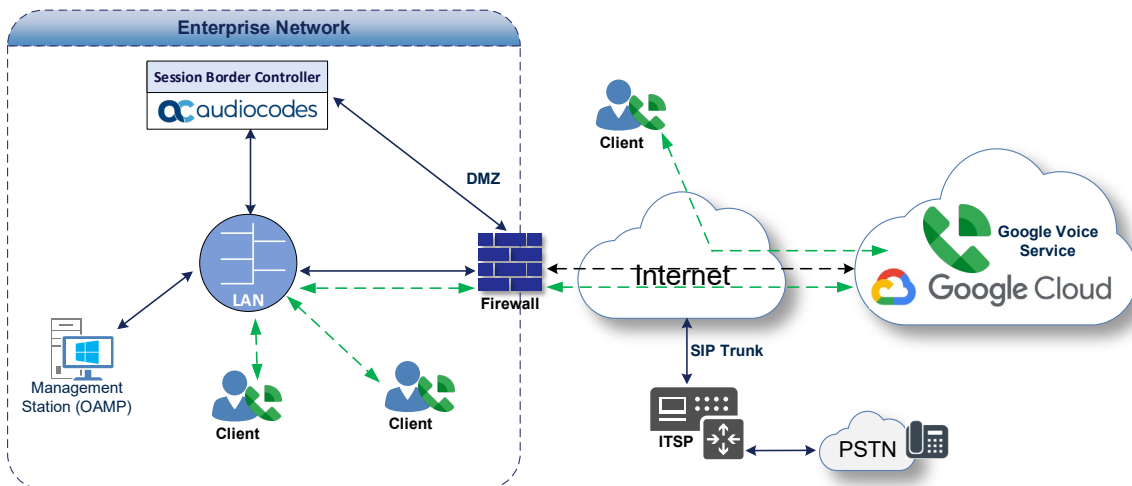 Enterprise Network
Session Border Controller
audiocodes
Client
DMZ
Google Voice
Service
Internet
Google Cloud
LAN
Firewall
SIP Trunk
Management
Station (OAMP)
Client
Client
ITSP
PSTN